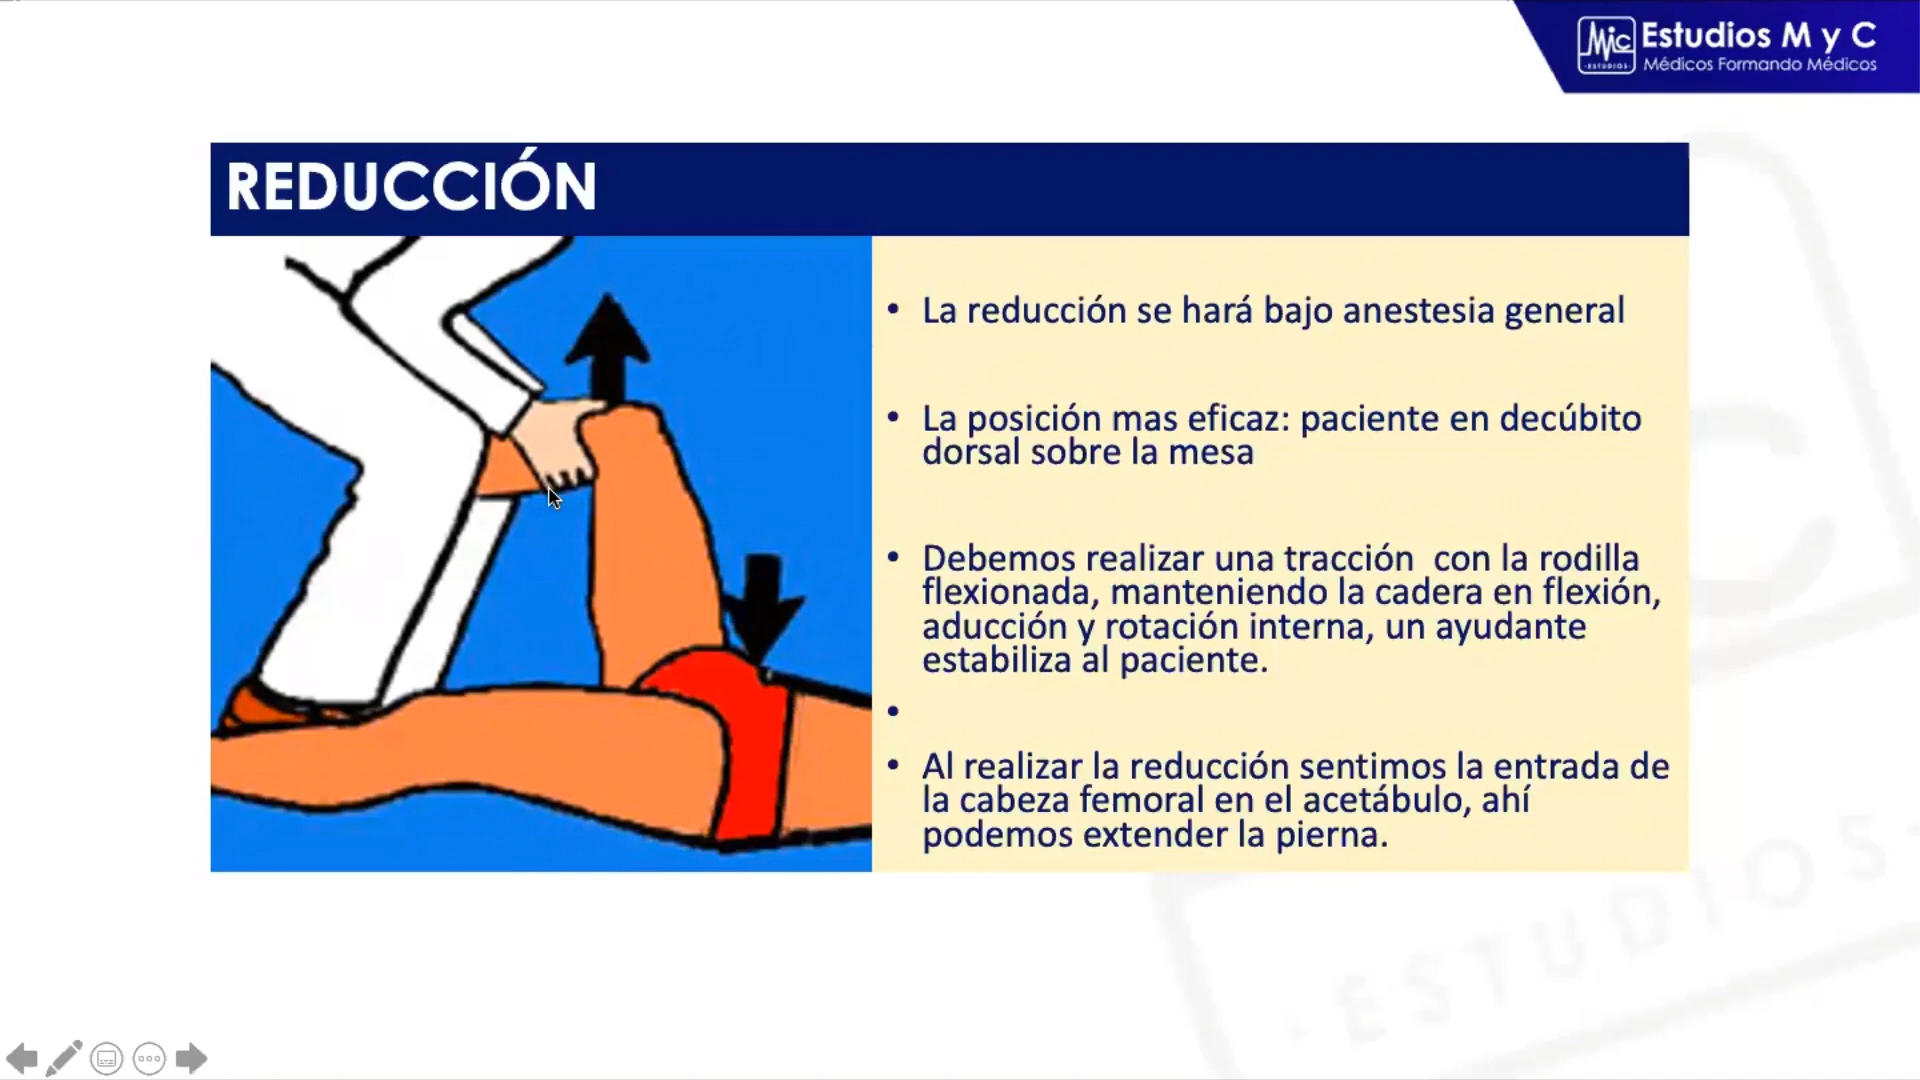 Mic
-ESTUDIOS-
Estudios M y C
Médicos Formando Médicos
REDUCCIÓN
• La reducción se hará bajo anestesia general
• La posición mas eficaz: paciente en decúbito
dorsal sobre la mesa
• Debemos realizar una tracción con la rodilla
flexionada, manteniendo la cadera en flexión,
aducción y rotación interna, un ayudante
estabiliza al paciente.
•
• Al realizar la reducción sentimos la entrada de
la cabeza femoral en el acetábulo, ahí
podemos extender la pierna.
C
-ESTUDIOS-